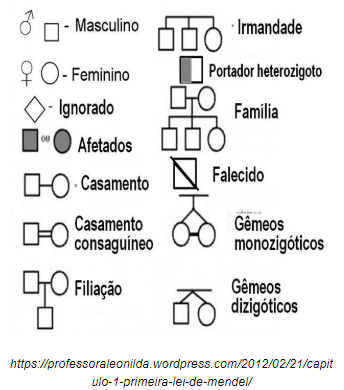 - Masculino
- Feminino
- Ignorado
ou
Afetados
- Casamento
Casamento
consaguíneo
Filiação
- Irmandade
Portador heterozigoto
Família
Falecido
Gêmeos
monozigóticos
Gêmeos
dizigóticos
https://professoraleonilda.wordpress.com/2012/02/21/capit
ulo-1-primeira-lei-de-mendel/